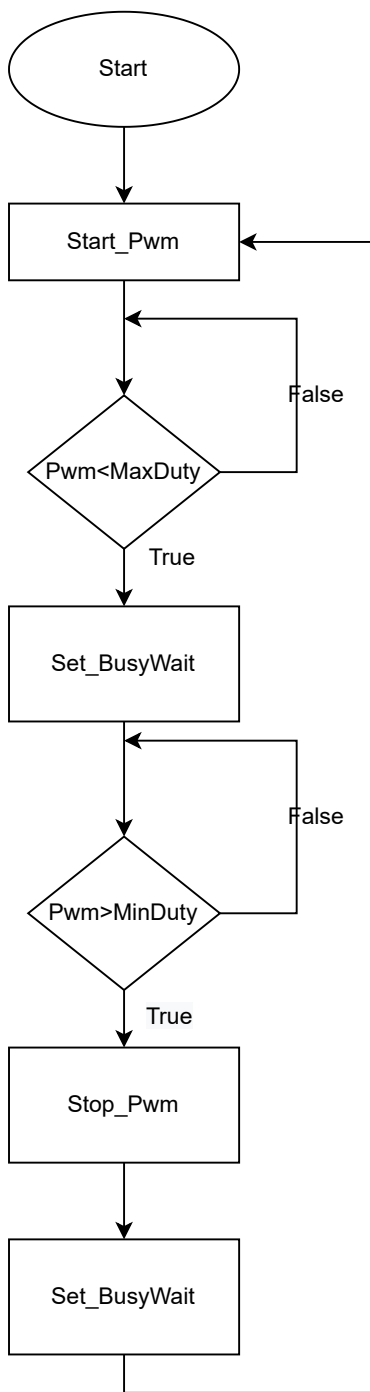 Start
Start_Pwm
False
Pwm<MaxDuty
True
Set_BusyWait
False
Pwm>MinDuty
True
Stop_Pwm
Set_BusyWait